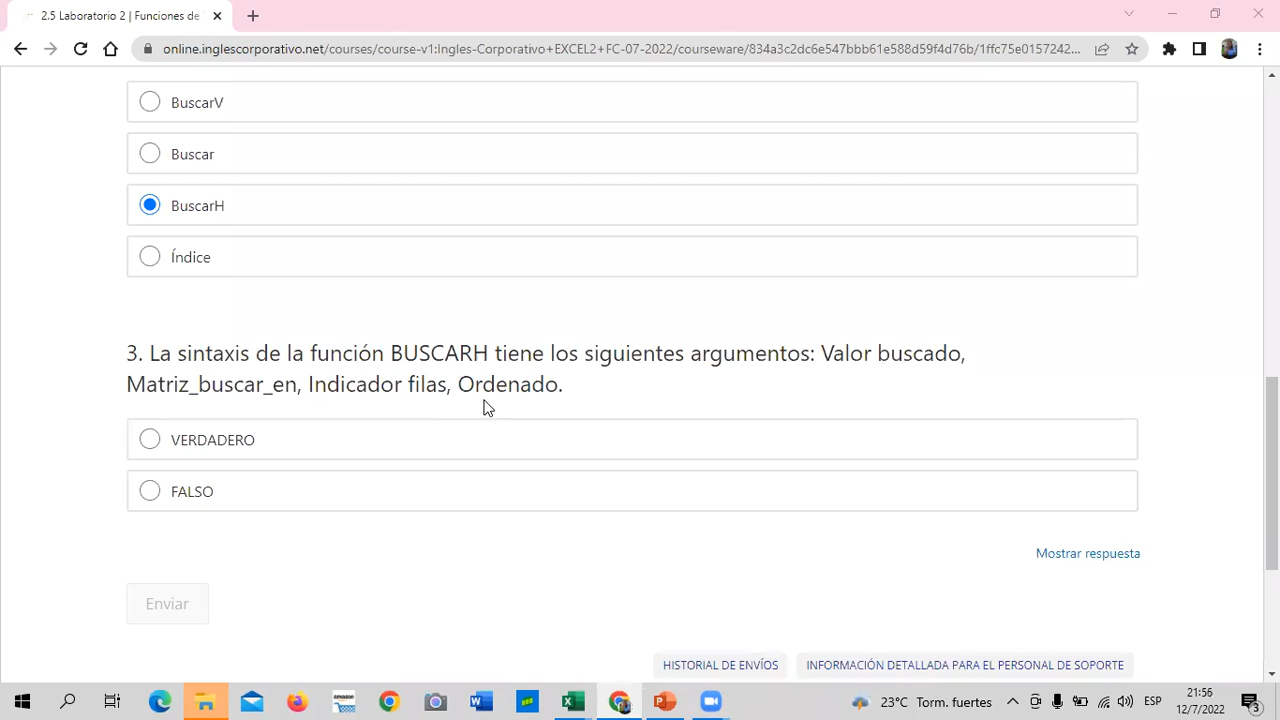 2.5 Laboratorio 2 | Funciones de
online.inglescorporativo.net/courses/course-v1:Ingles-Corporativo+EXCEL2+FC-07-2022/courseware/234a3c20c6e547bbb61e588d59f4d76b/1ffc75e0157242...
BuscarV
Buscar
BuscarH
Índice
3. La sintaxis de la función BUSCARH tiene los siguientes argumentos: Valor buscado,
Matriz_buscar_en, Indicador filas, Ordenado.
VERDADERO
FALSO
Mostrar respuesta
Enviar
HISTORIAL DE ENVÍOS
INFORMACIÓN DETALLADA PARA EL PERSONAL DE SOPORTE
23°C Torm. fuertes
ESP
21:56
12/7/2022
3